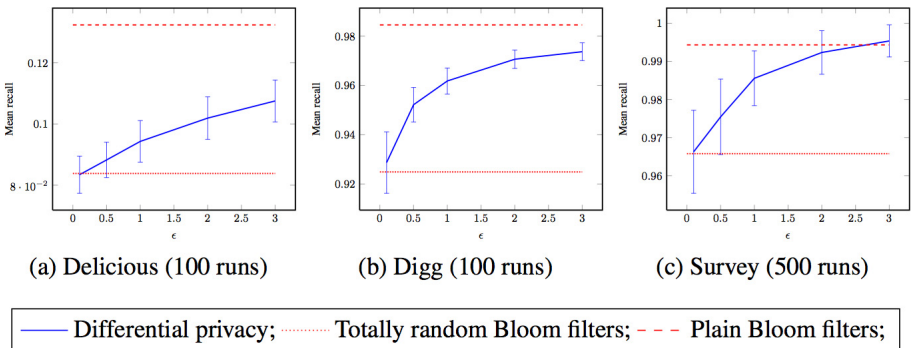 Mean recall
0.12
0.1
8 · 10⁻²
0 0.5 1 1.5 2 2.5 3
ϵ
(a) Delicious (100 runs)
Mean recall
0.98
0.96
0.94
0.92
0 0.5 1 1.5 2 2.5 3
ϵ
(b) Digg (100 runs)
Mean recall
1
0.99
0.98
0.97
0.96
0 0.5 1 1.5 2 2.5 3
ϵ
(c) Survey (500 runs)
Differential privacy; Totally random Bloom filters; Plain Bloom filters;